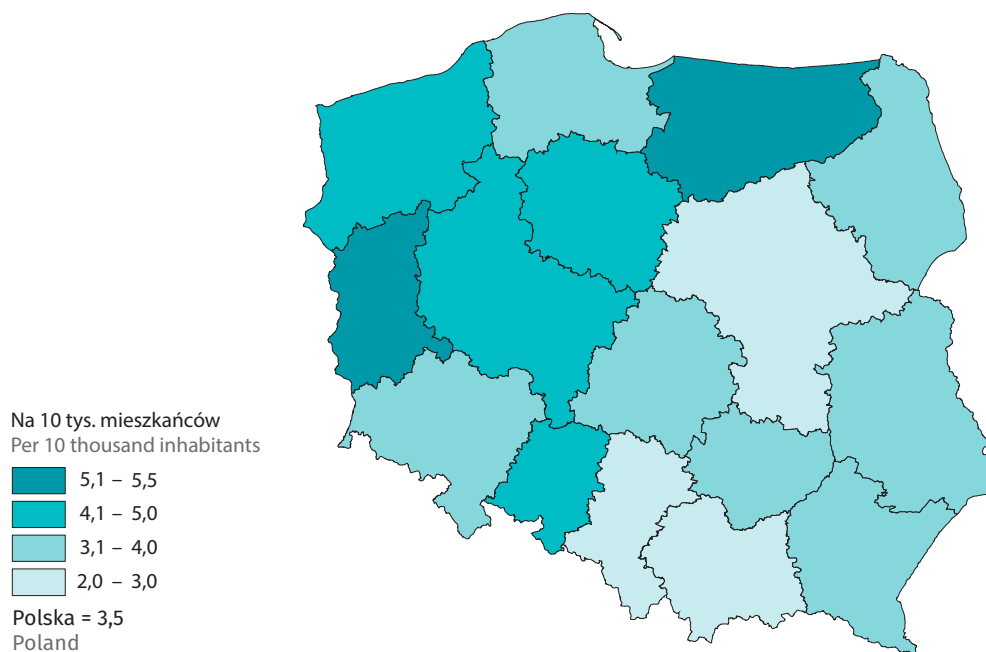 Na 10 tys. mieszkańców
Per 10 thousand inhabitants
5,1 – 5,5
4,1 – 5,0
3,1 – 4,0
2,0 – 3,0
Polska = 3,5
Poland